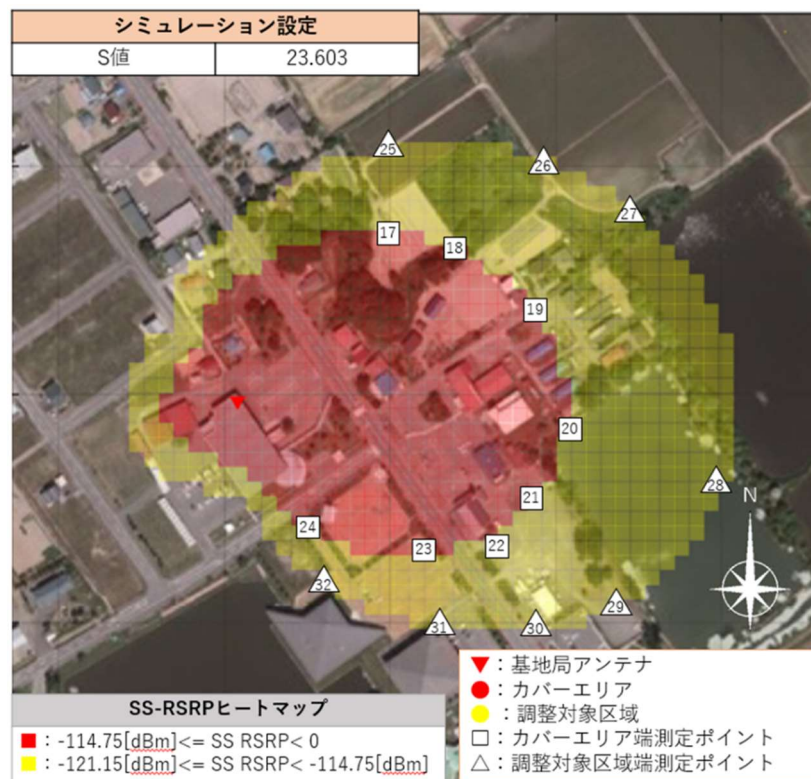 シミュレーション設定
S値 23.603
25
26
27
17
18
19
20
28
N
21
24
22
23
32
29
31
30
▼：基地局アンテナ
●：カバーエリア
●：調整対象区域
□：カバーエリア端測定ポイント
△：調整対象区域端測定ポイント
SS-RSRPヒートマップ
■：-114.75[dBm]<= SS RSRP< 0
■：-121.15[dBm]<= SS RSRP< -114.75[dBm]